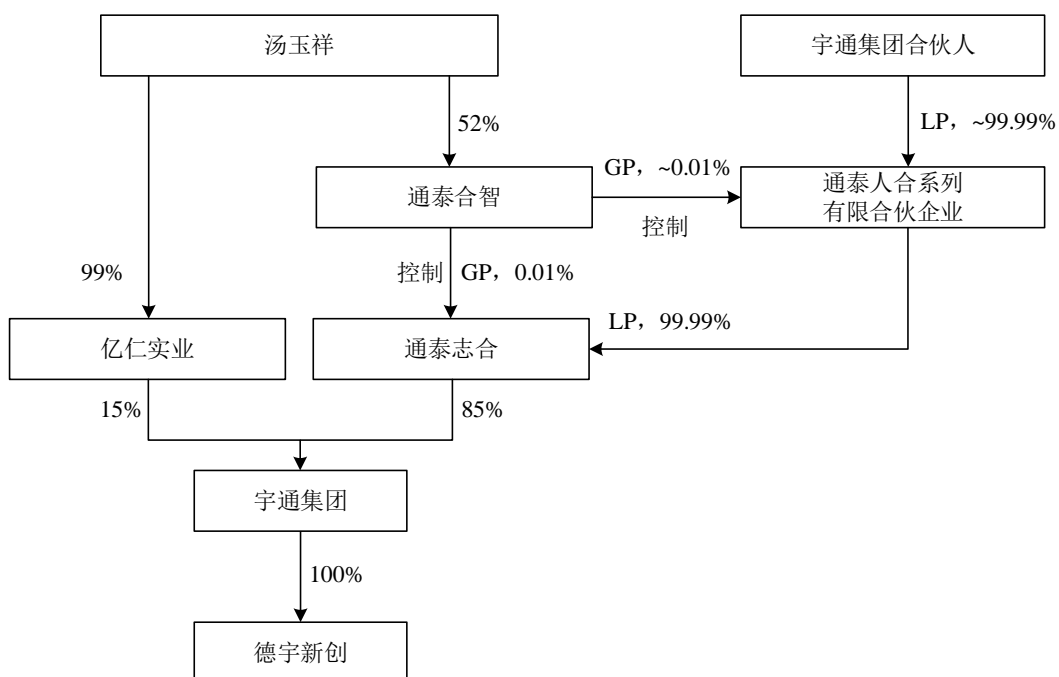 汤玉祥
宇通集团合伙人
52%
LP，~99.99%
GP，~0.01%
通泰合智
通泰人合系列
有限合伙企业
控制
99%
控制
GP，0.01%
LP，99.99%
亿仁实业
通泰志合
15%
85%
宇通集团
100%
德宇新创